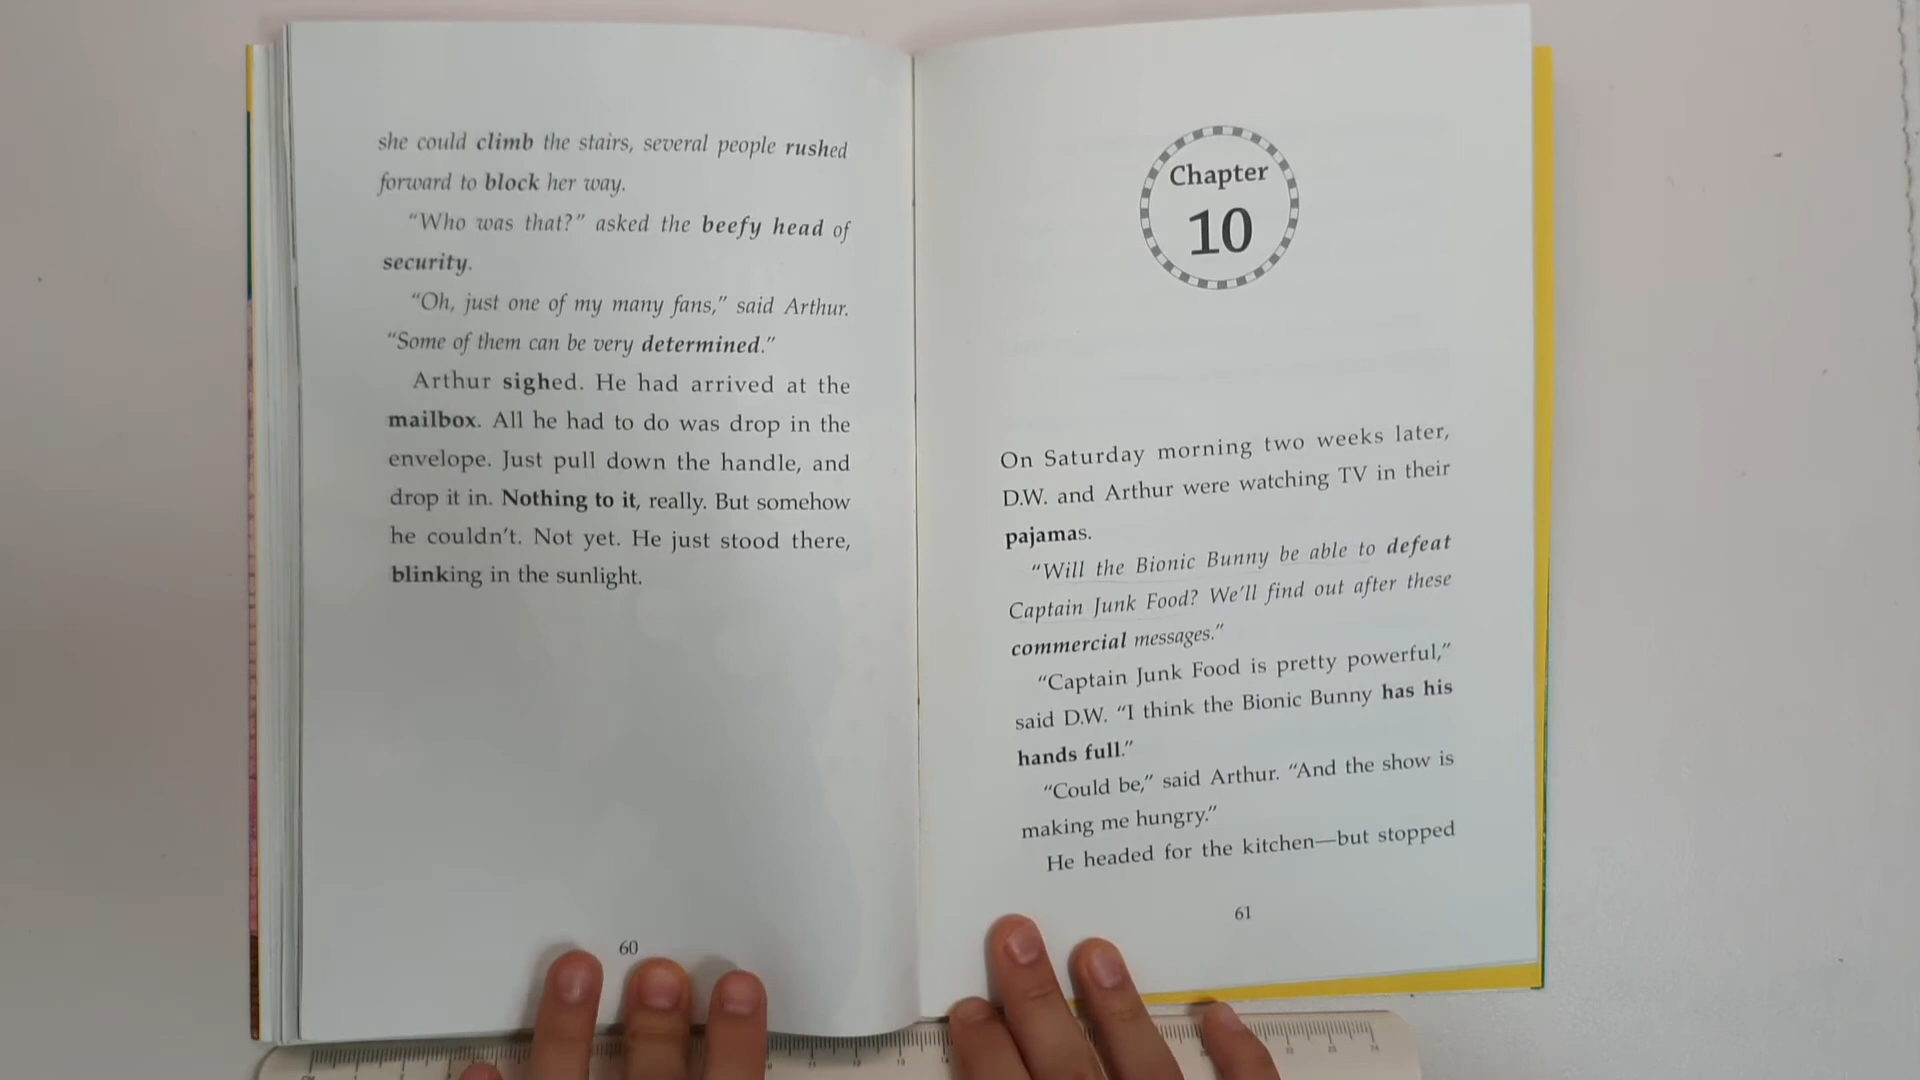 she could climb the stairs, several people rushed
forward to block her way.
“Who was that?” asked the beefy head of
security.
“Oh, just one of my many fans,” said Arthur.
“Some of them can be very determined.”
Arthur sighed. He had arrived at the
mailbox. All he had to do was drop in the
envelope. Just pull down the handle, and
drop it in. Nothing to it, really. But somehow
he couldn’t. Not yet. He just stood there,
blinking in the sunlight.
60
Chapter
10
On Saturday morning two weeks later,
D.W. and Arthur were watching TV in their
pajamas.
“Will the Bionic Bunny be able to defeat
Captain Junk Food? We’ll find out after these
commercial messages.”
“Captain Junk Food is pretty powerful,”
said D.W. “I think the Bionic Bunny has his
hands full.”
“Could be,” said Arthur. “And the show is
making me hungry.”
He headed for the kitchen—but stopped
61